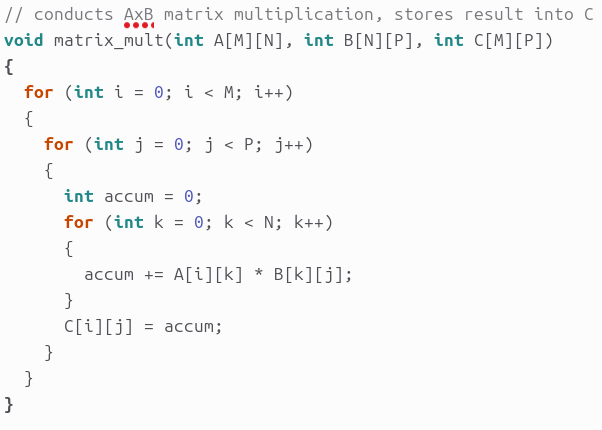 // conducts AxB matrix multiplication, stores result into C
void matrix_mult(int A[M][N], int B[N][P], int C[M][P])
{
  for (int i = 0; i < M; i++)
  {
    for (int j = 0; j < P; j++)
    {
      int accum = 0;
      for (int k = 0; k < N; k++)
      {
        accum += A[i][k] * B[k][j];
      }
      C[i][j] = accum;
    }
  }
}